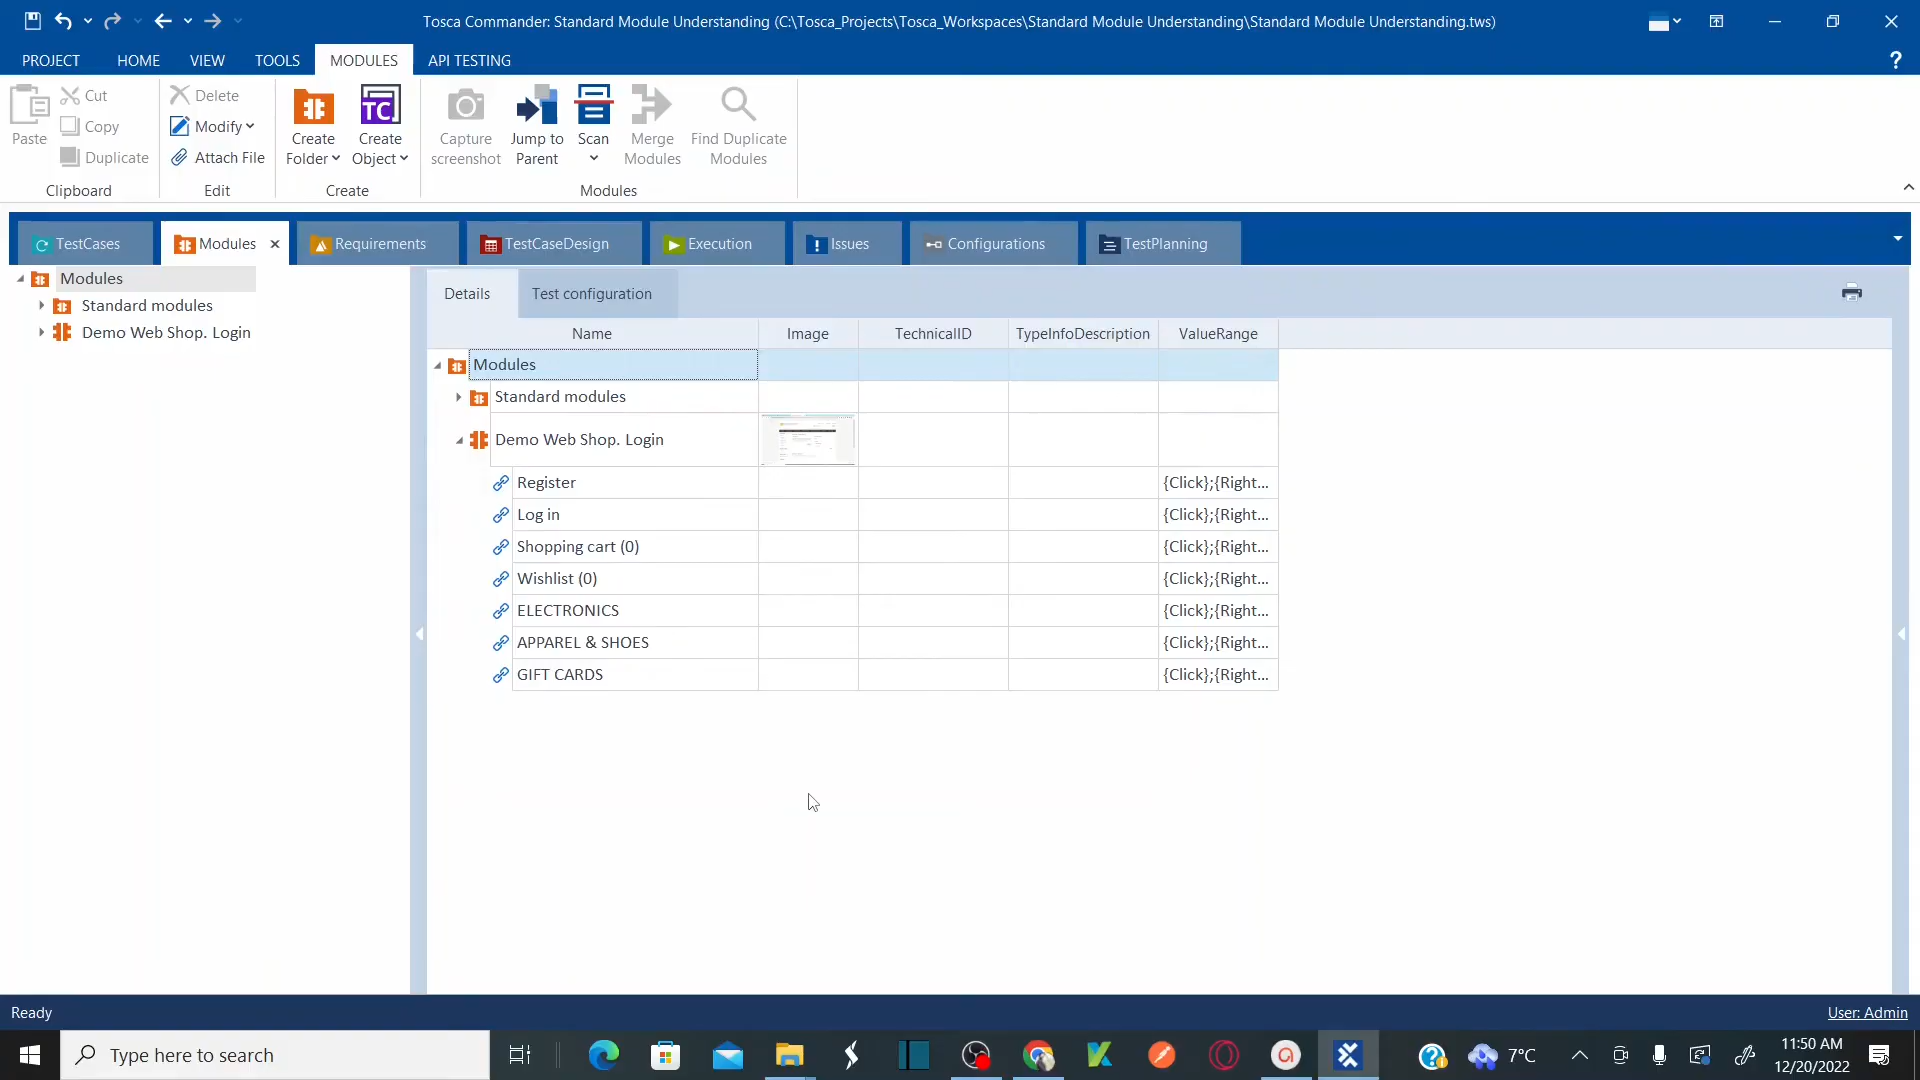 Tosca Commander: Standard Module Understanding (C:\Tosca_Projects\Tosca_Workspaces\Standard Module Understanding\Standard Module Understanding.tws)
PROJECT HOME VIEW TOOLS MODULES API TESTING ?
Paste
Cut
Copy
Duplicate
Clipboard
Delete
Modify
Attach File
Edit
TC
Create Folder
Create Object
Create
Capture screenshot
Jump to Parent
Scan
Merge Modules
Find Duplicate Modules
Modules
TestCases Modules Requirements TestCaseDesign Execution Issues Configurations TestPlanning
Modules
Standard modules
Demo Web Shop. Login
Details Test configuration
Name Image TechnicalID TypeInfoDescription ValueRange
Modules
Standard modules
Demo Web Shop. Login
Register {Click};{Right...
Log in {Click};{Right...
Shopping cart (0) {Click};{Right...
Wishlist (0) {Click};{Right...
ELECTRONICS {Click};{Right...
APPAREL & SHOES {Click};{Right...
GIFT CARDS {Click};{Right...
Ready User: Admin
Type here to search
7°C
11:50 AM
12/20/2022